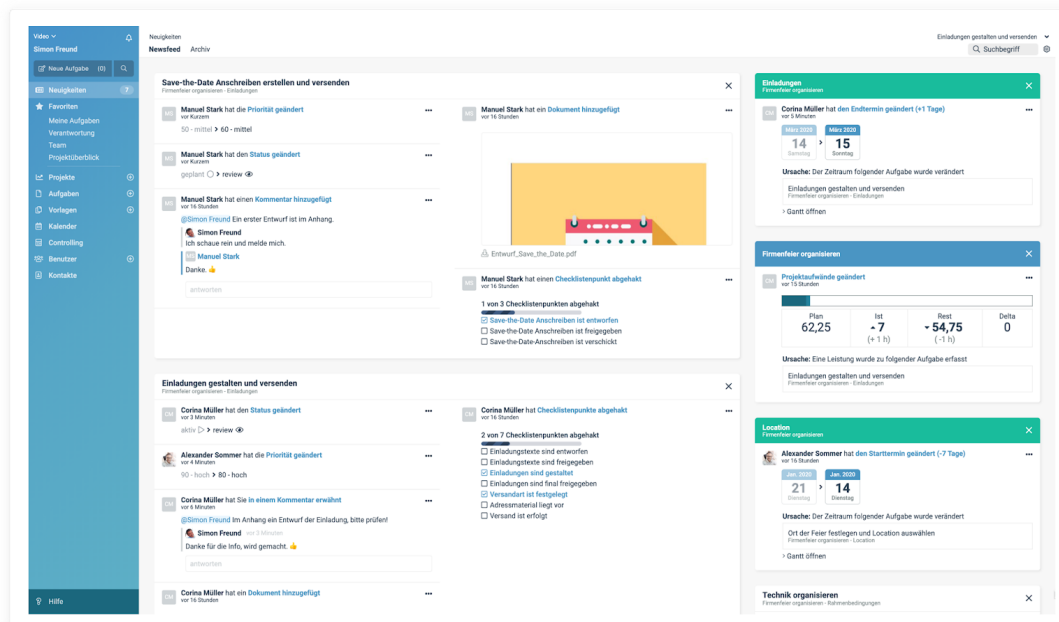 Video
Simon Freund
Neue Aufgabe (0)
Neuigkeiten 7
Favoriten
Meine Aufgaben
Verantwortung
Team
Projektüberblick
Projekte
Aufgaben
Vorlagen
Kalender
Controlling
Benutzer
Kontakte
Hilfe
Neuigkeiten
Newsfeed Archiv
Einladungen gestalten und versenden
Suchbegriff
Save-the-Date Anschreiben erstellen und versenden
Firmenfeier organisieren - Einladungen
MS
Manuel Stark hat die Priorität geändert
vor Kurzem
50 - mittel > 60 - mittel
MS
Manuel Stark hat den Status geändert
vor Kurzem
geplant > review
MS
Manuel Stark hat einen Kommentar hinzugefügt
vor 16 Stunden
@Simon Freund Ein erster Entwurf ist im Anhang.
Simon Freund
Ich schaue rein und melde mich.
MS Manuel Stark
Danke. 👍
antworten
MS
Manuel Stark hat ein Dokument hinzugefügt
vor 16 Stunden
Entwurf_Save_the_Date.pdf
MS
Manuel Stark hat einen Checklistenpunkt abgehakt
vor 16 Stunden
1 von 3 Checklistenpunkten abgehakt
Save-the-Date Anschreiben ist entworfen
Save-the-Date Anschreiben ist freigegeben
Save-the-Date-Anschreiben ist verschickt
Einladungen gestalten und versenden
Firmenfeier organisieren - Einladungen
CM
Corina Müller hat den Status geändert
vor 3 Minuten
aktiv > review
Alexander Sommer hat die Priorität geändert
vor 4 Minuten
90 - hoch > 80 - hoch
CM
Corina Müller hat Sie in einem Kommentar erwähnt
vor 6 Minuten
@Simon Freund Im Anhang ein Entwurf der Einladung, bitte prüfen!
Simon Freund vor 3 Minuten
Danke für die Info, wird gemacht. 👍
antworten
CM
Corina Müller hat ein Dokument hinzugefügt
vor 16 Stunden
CM
Corina Müller hat Checklistenpunkte abgehakt
vor 16 Stunden
2 von 7 Checklistenpunkten abgehakt
Einladungstexte sind entworfen
Einladungstexte sind freigegeben
Einladungen sind gestaltet
Einladungen sind final freigegeben
Versandart ist festgelegt
Adressmaterial liegt vor
Versand ist erfolgt
Einladungen
Firmenfeier organisieren
CM
Corina Müller hat den Endtermin geändert (+1 Tage)
vor 5 Minuten
März 2020 März 2020
14 > 15
Samstag Sonntag
Ursache: Der Zeitraum folgender Aufgabe wurde verändert
Einladungen gestalten und versenden
Firmenfeier organisieren - Einladungen
> Gantt öffnen
Firmenfeier organisieren
CM
Projektaufwände geändert
vor 15 Stunden
Plan Ist Rest Delta
62,25 7 54,75 0
(+ 1 h) (-1 h)
Ursache: Eine Leistung wurde zu folgender Aufgabe erfasst
Einladungen gestalten und versenden
Firmenfeier organisieren - Einladungen
Location
Firmenfeier organisieren
Alexander Sommer hat den Starttermin geändert (-7 Tage)
vor 16 Stunden
Jan. 2020 Jan. 2020
21 > 14
Dienstag Dienstag
Ursache: Der Zeitraum folgender Aufgabe wurde verändert
Ort der Feier festlegen und Location auswählen
Firmenfeier organisieren - Location
> Gantt öffnen
Technik organisieren
Firmenfeier organisieren - Rahmenbedingungen